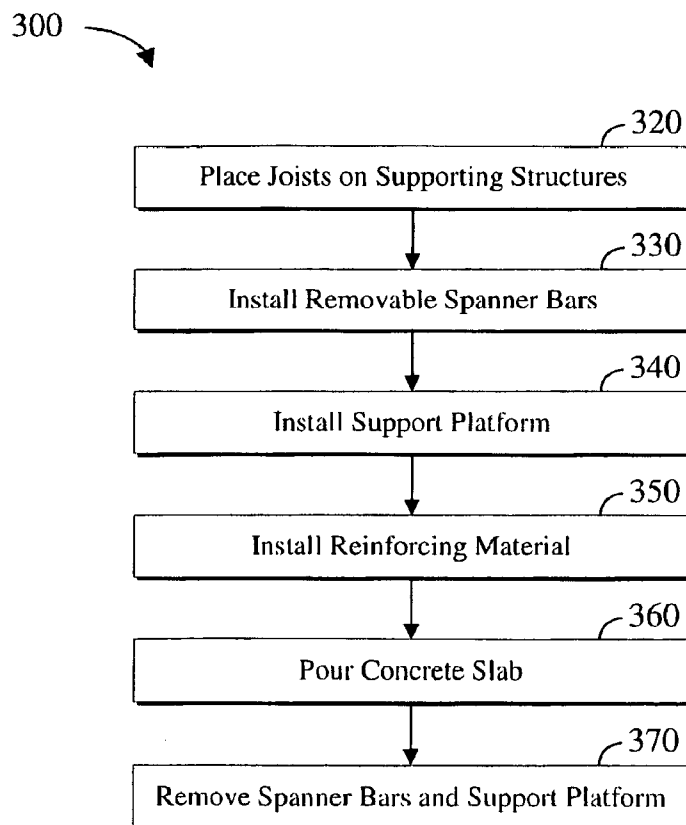 300
320
Place Joists on Supporting Structures
330
Install Removable Spanner Bars
340
Install Support Platform
350
Install Reinforcing Material
360
Pour Concrete Slab
370
Remove Spanner Bars and Support Platform